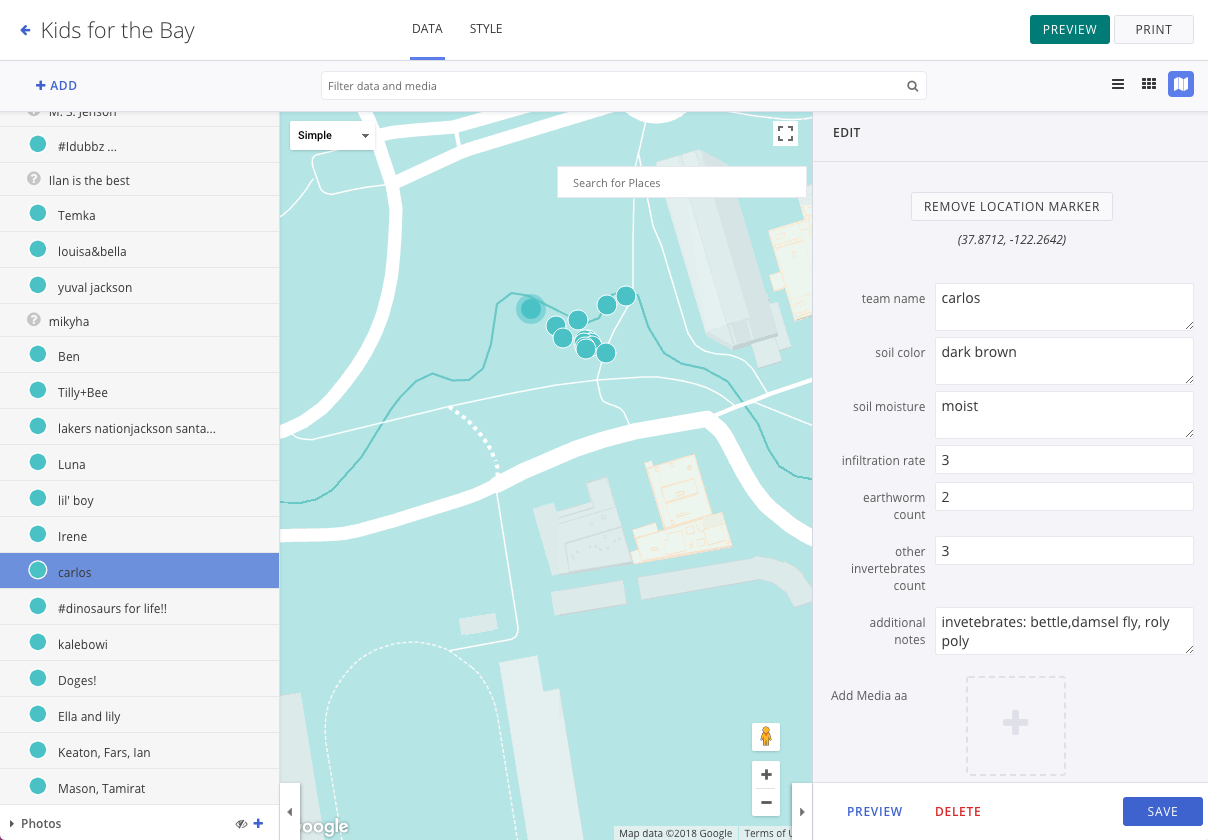 Kids for the Bay
DATA
STYLE
PREVIEW
PRINT
ADD
Filter data and media
M. S. Jenson
#Idubbz ...
Ilan is the best
Temka
louisa&bella
yuval jackson
mikyha
Ben
Tilly+Bee
lakers nationjackson santa...
Luna
lil' boy
Irene
carlos
#dinosaurs for life!!
kalebowi
Doges!
Ella and lily
Keaton, Fars, Ian
Mason, Tamirat
Photos
Simple
Search for Places
Google
Map data ©2018 Google
Terms of U
EDIT
REMOVE LOCATION MARKER
(37.8712, -122.2642)
team name
carlos
soil color
dark brown
soil moisture
moist
infiltration rate
3
earthworm
count
2
other
invertebrates
count
3
additional
notes
invetebrates: bettle,damsel fly, roly
poly
Add Media aa
PREVIEW
DELETE
SAVE